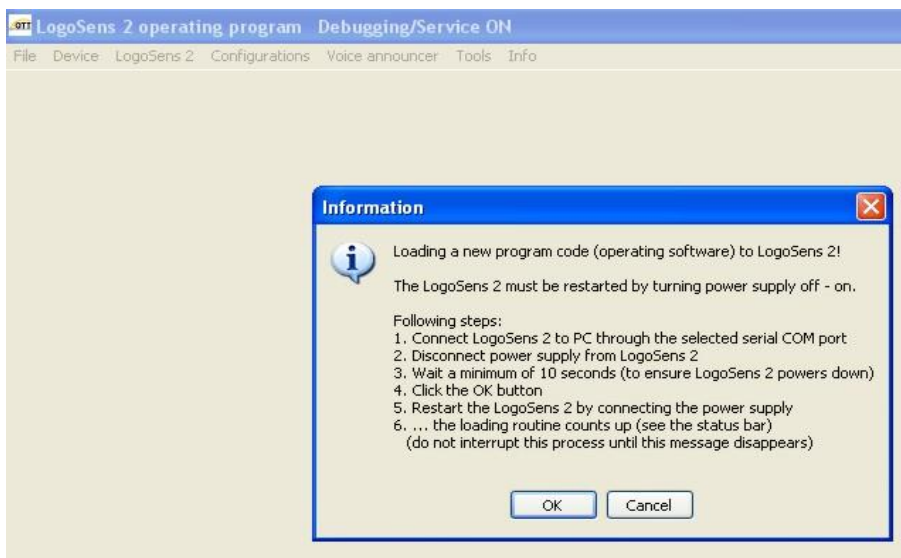 OTT LogoSens 2 operating program Debugging/Service ON
File Device LogoSens 2 Configurations Voice announcer Tools Info
Information
Loading a new program code (operating software) to LogoSens 2!
The LogoSens 2 must be restarted by turning power supply off - on.
Following steps:
1. Connect LogoSens 2 to PC through the selected serial COM port
2. Disconnect power supply from LogoSens 2
3. Wait a minimum of 10 seconds (to ensure LogoSens 2 powers down)
4. Click the OK button
5. Restart the LogoSens 2 by connecting the power supply
6. ... the loading routine counts up (see the status bar)
(do not interrupt this process until this message disappears)
OK Cancel